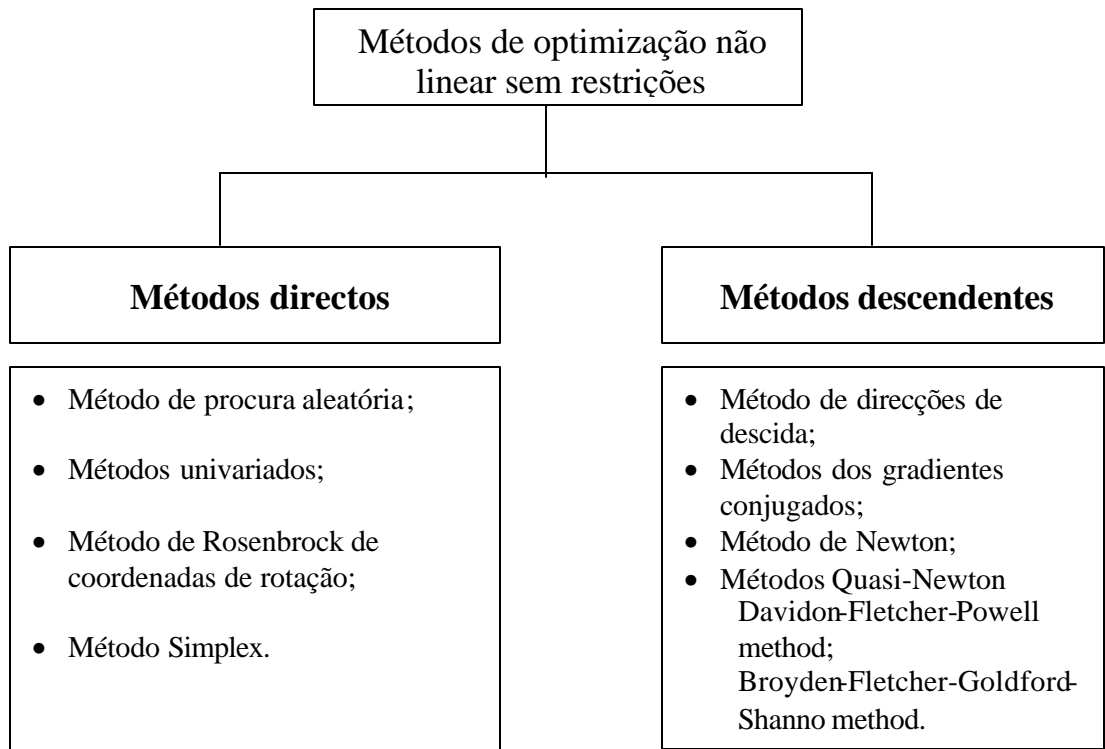 Métodos de optimização não
linear sem restrições
Métodos directos
• Método de procura aleatória;
• Métodos univariados;
• Método de Rosenbrock de
coordenadas de rotação;
• Método Simplex.
Métodos descendentes
• Método de direcções de
descida;
• Métodos dos gradientes
conjugados;
• Método de Newton;
• Métodos Quasi-Newton
Davidon-Fletcher-Powell
method;
Broyden-Fletcher-Goldford-
Shanno method.